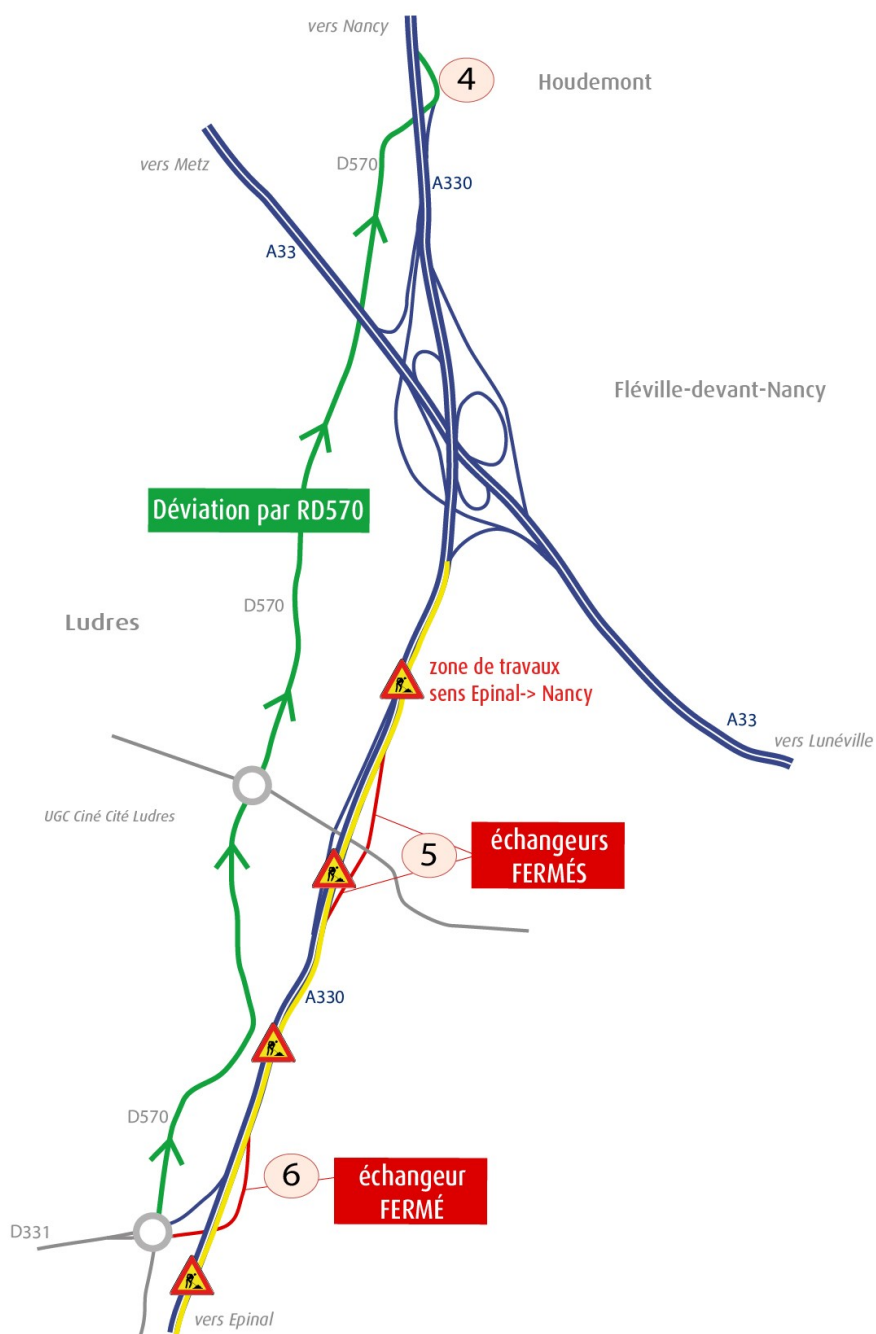 vers Nancy
4
Houdemont
vers Metz
D570
A330
A33
Fléville-devant-Nancy
Déviation par RD570
D570
Ludres
zone de travaux
sens Epinal-> Nancy
A33
vers Lunéville
UGC Ciné Cité Ludres
5
échangeurs
FERMÉS
A330
D570
6
échangeur
FERMÉ
D331
vers Epinal